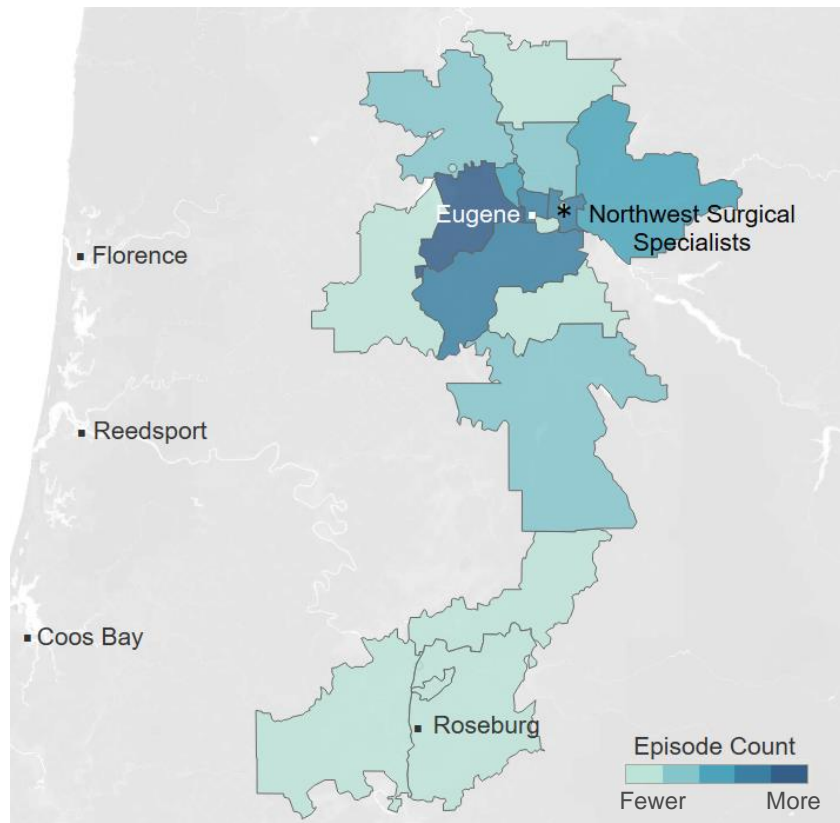 Eugene
*
Northwest Surgical
Specialists
Florence
Reedsport
Coos Bay
Roseburg
Episode Count
Fewer
More